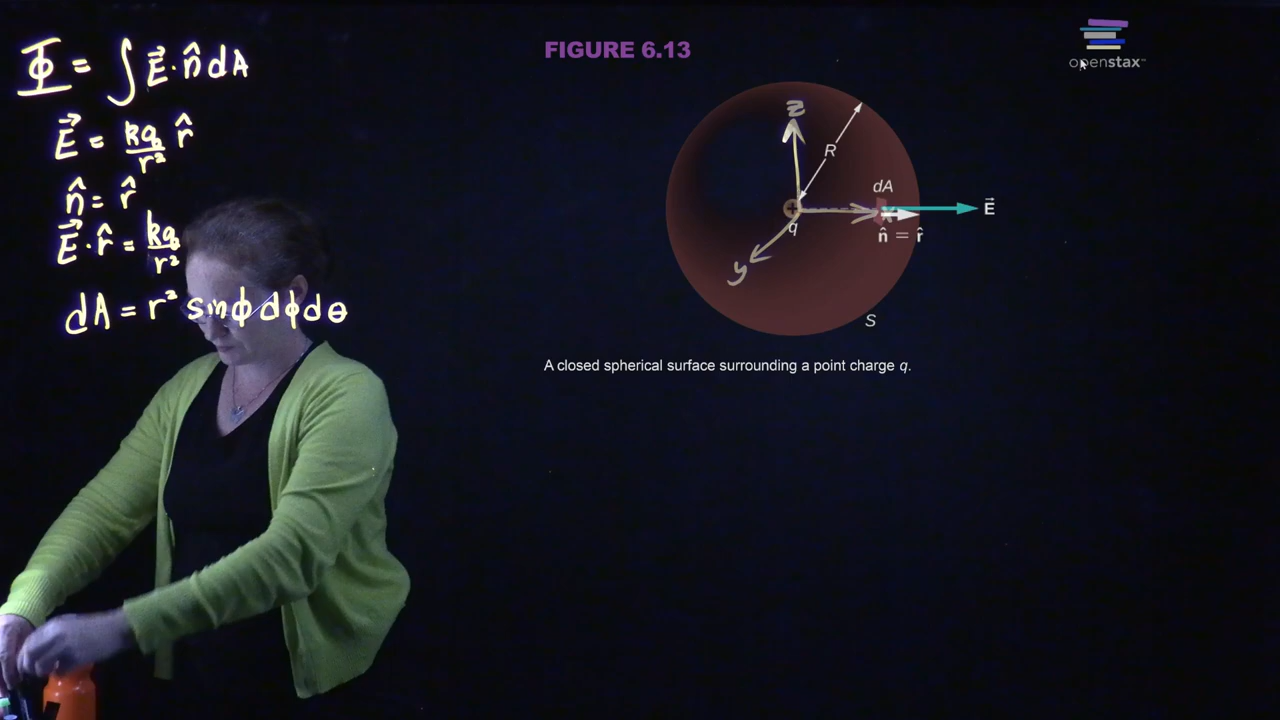 Φ = ∫ E⃗ · n̂ dA
E⃗ = kq/r² r̂
n̂ = r̂
E⃗ · r̂ = kq/r²
dA = r² sinϕ dϕ dθ
FIGURE 6.13
openstax™
z
R
dA
E⃗
q
n̂ = r̂
y
S
A closed spherical surface surrounding a point charge q.